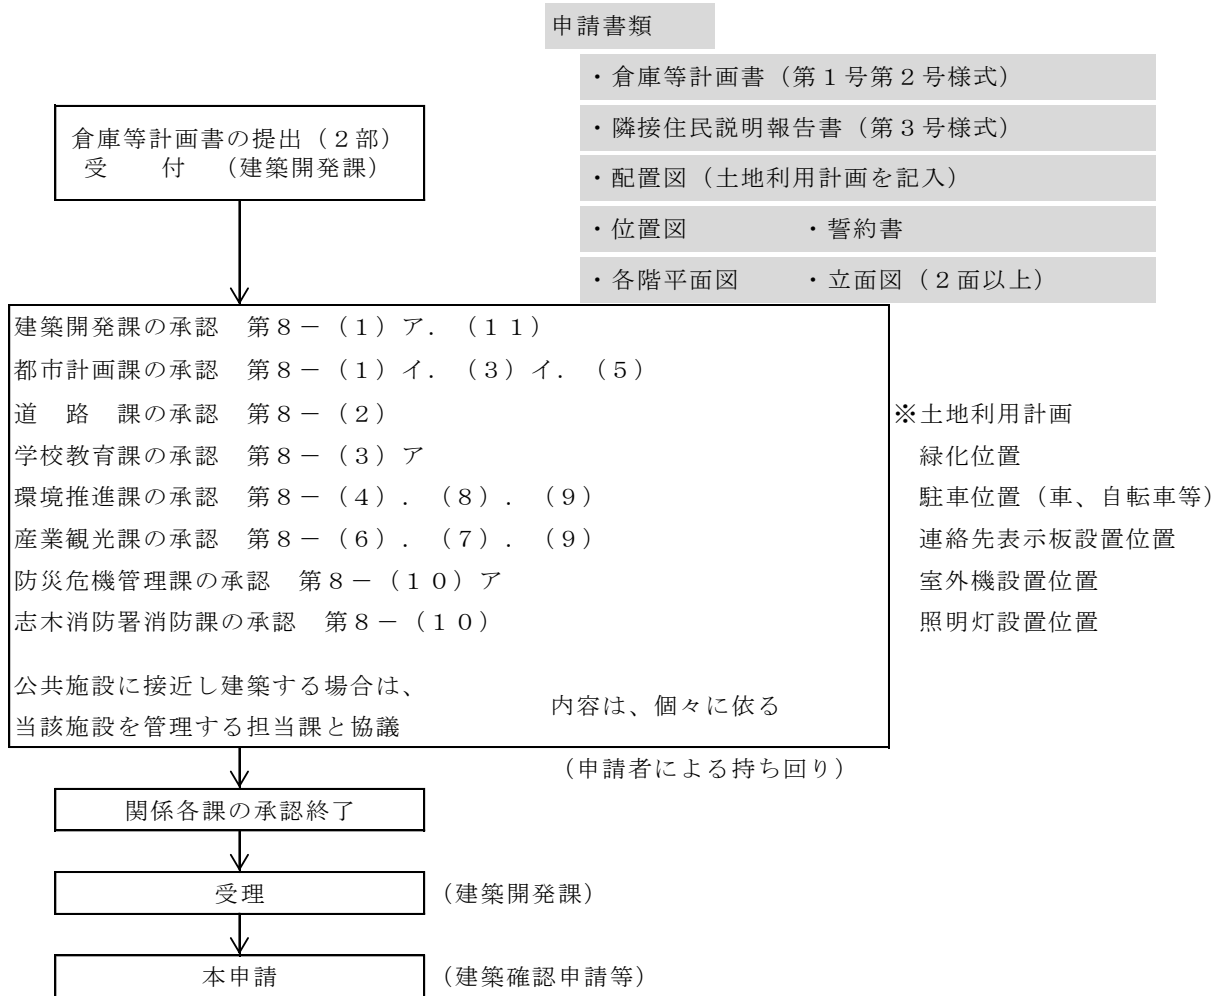 申請書類
・倉庫等計画書（第１号第２号様式）
・隣接住民説明報告書（第３号様式）
・配置図（土地利用計画を記入）
・位置図　　　　・誓約書
・各階平面図　　・立面図（２面以上）
倉庫等計画書の提出（２部）
受　　付　（建築開発課）
建築開発課の承認　第８－（１）ア．（１１）
都市計画課の承認　第８－（１）イ．（３）イ．（５）
道　路　課の承認　第８－（２）
学校教育課の承認　第８－（３）ア
環境推進課の承認　第８－（４）．（８）．（９）
産業観光課の承認　第８－（６）．（７）．（９）
防災危機管理課の承認　第８－（１０）ア
志木消防署消防課の承認　第８－（１０）
公共施設に接近し建築する場合は、
当該施設を管理する担当課と協議
内容は、個々に依る
※土地利用計画
緑化位置
駐車位置（車、自転車等）
連絡先表示板設置位置
室外機設置位置
照明灯設置位置
（申請者による持ち回り）
関係各課の承認終了
受理　（建築開発課）
本申請　（建築確認申請等）